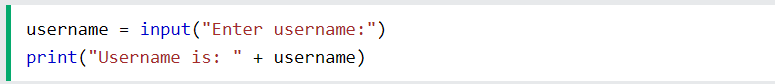 username = input("Enter username:")
print("Username is: " + username)